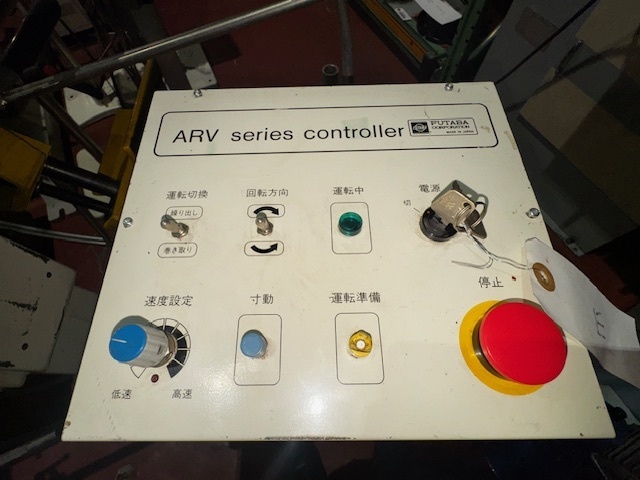 ARV series controller
FUTABA
CORPORATION
MADE IN JAPAN
運転切換
回転方向
運転中
電源
繰り出し
切
巻き取り
停止
速度設定
寸動
運転準備
低速
高速